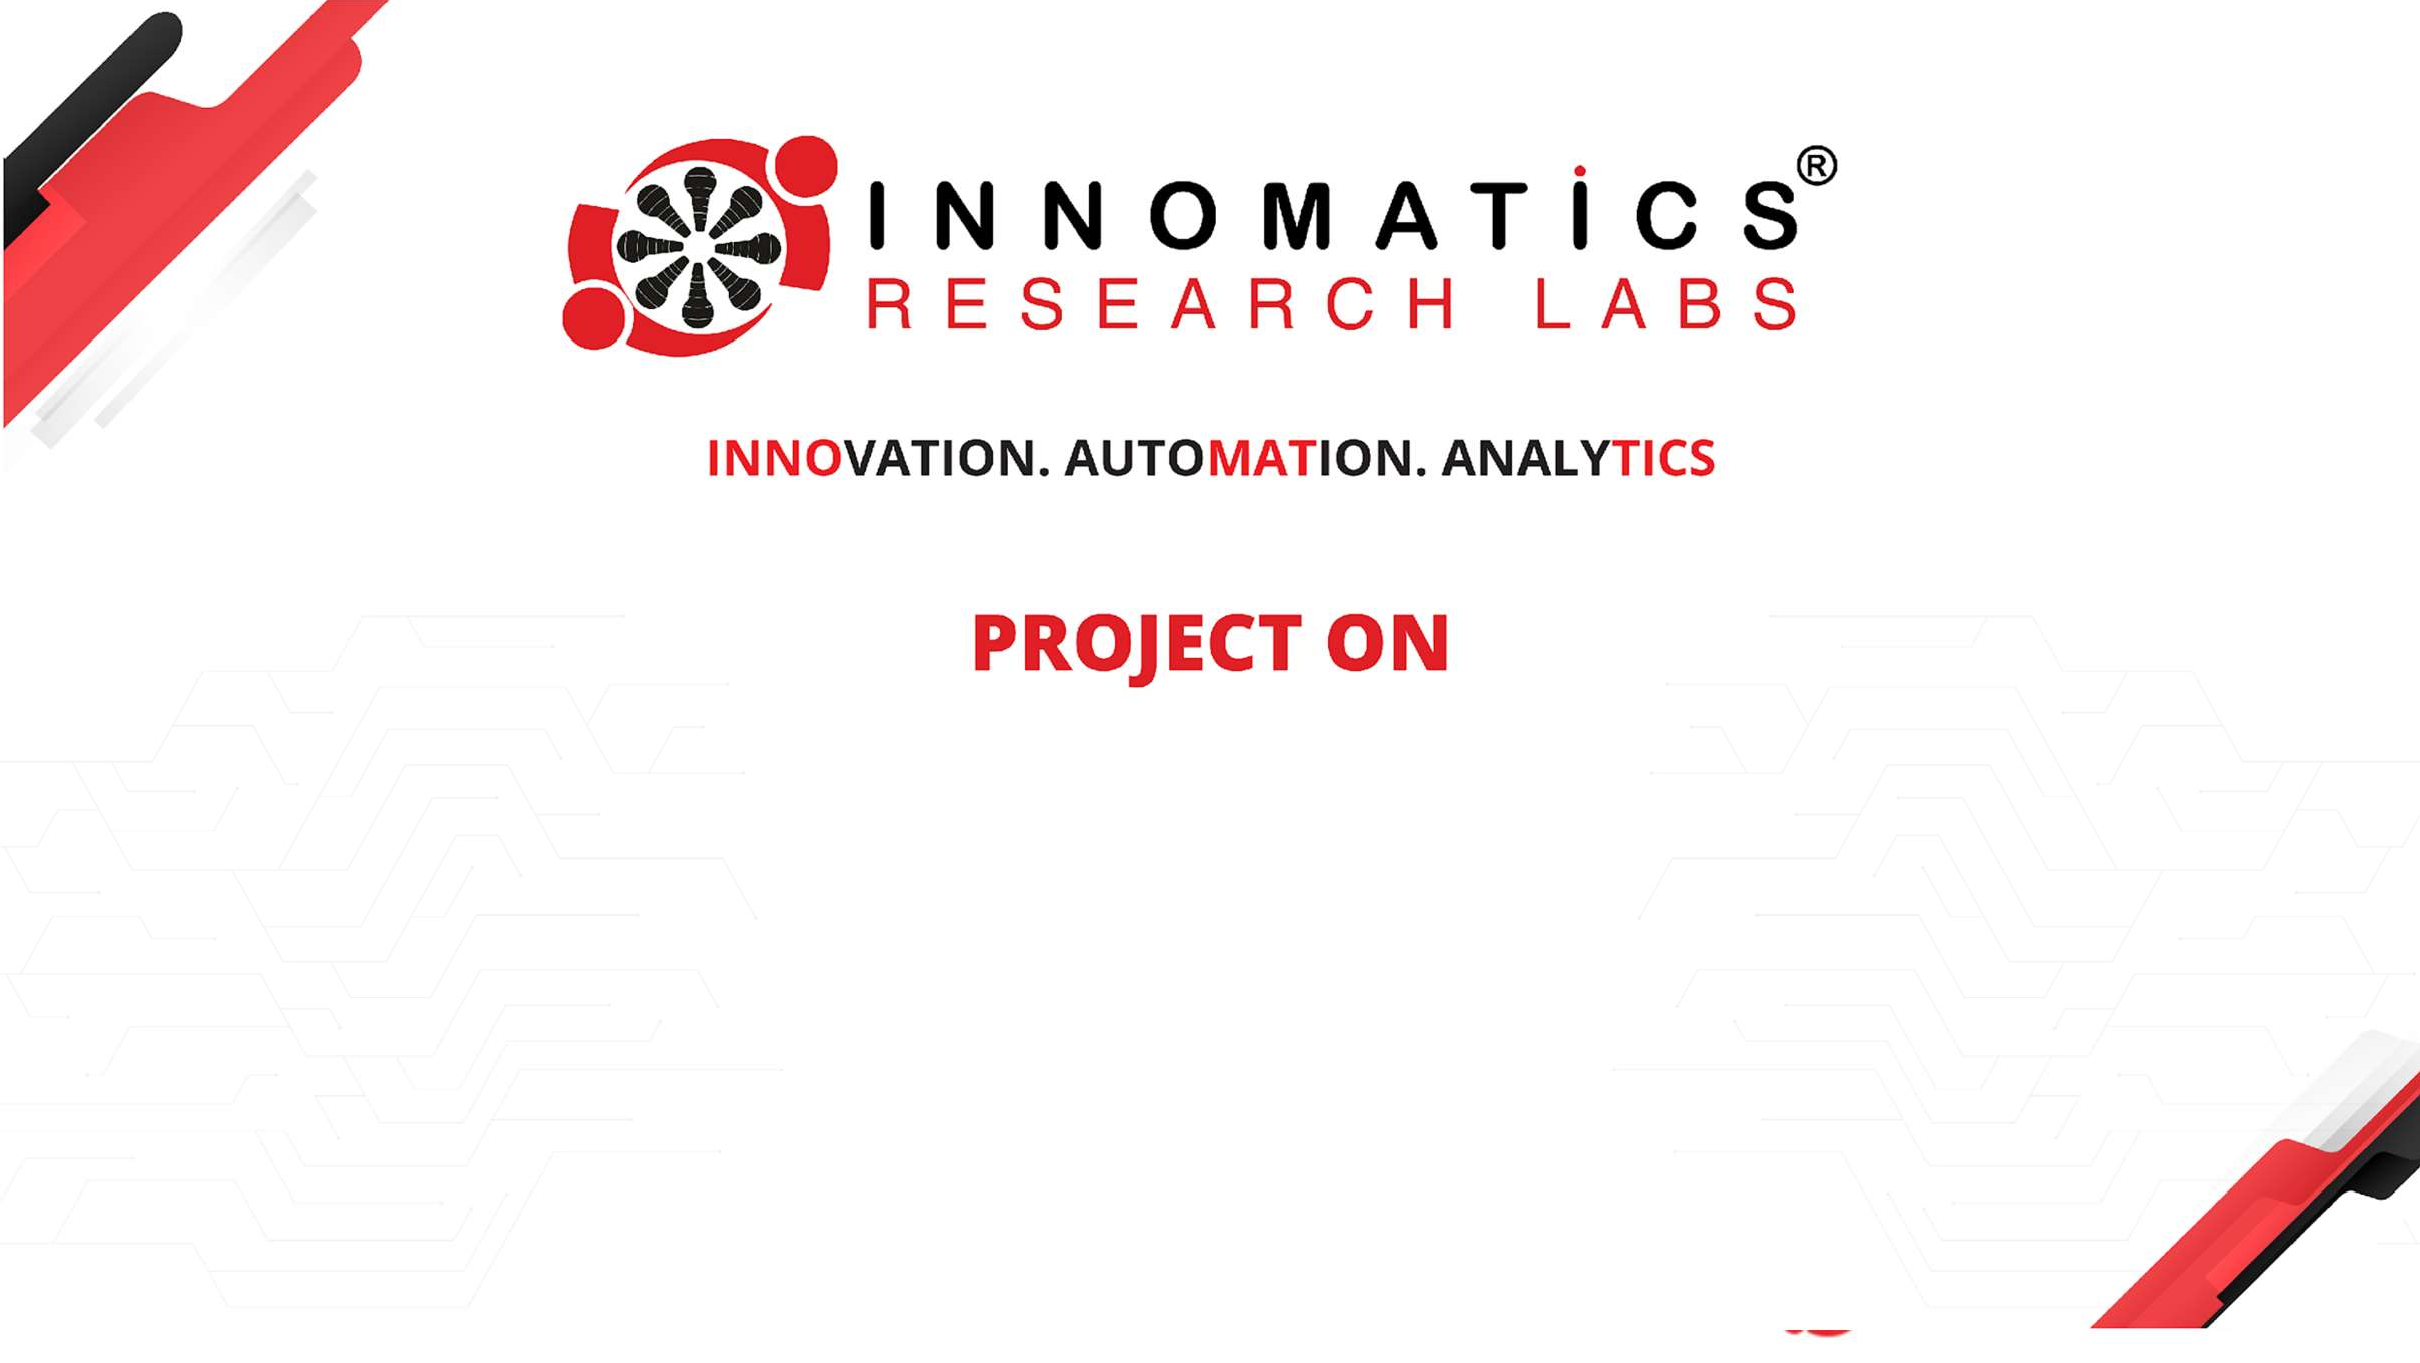 INNOMATiCS®
RESEARCH LABS
INNOVATION. AUTOMATION. ANALYTICS
PROJECT ON